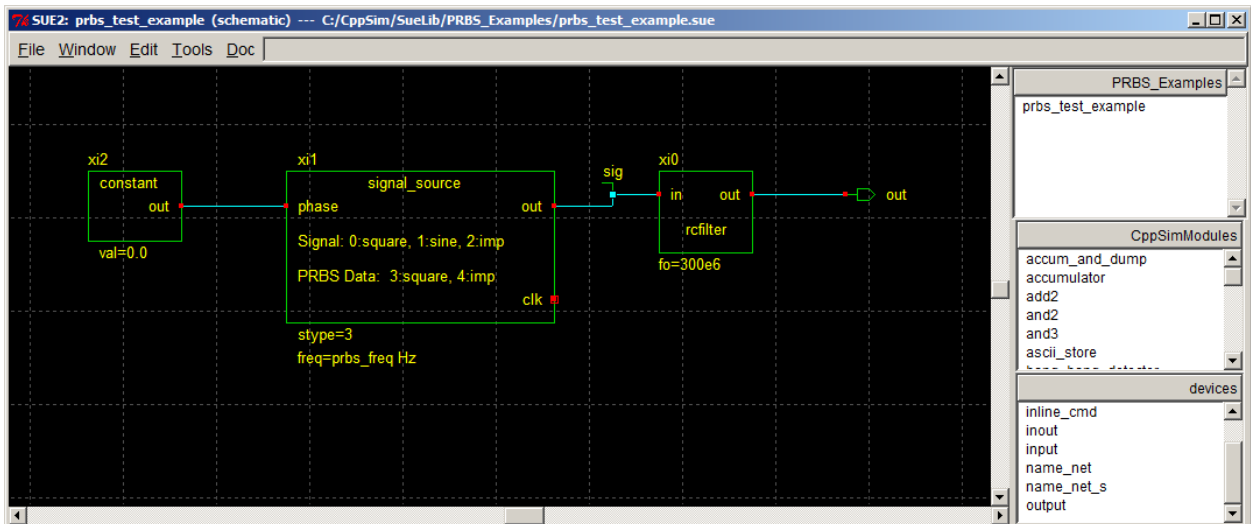 SUE2: prbs_test_example (schematic) --- C:/CppSim/SueLib/PRBS_Examples/prbs_test_example.sue
File Window Edit Tools Doc
xi2
constant
out
val=0.0
xi1
signal_source
phase
out
Signal: 0:square, 1:sine, 2:imp
PRBS Data: 3:square, 4:imp
clk
stype=3
freq=prbs_freq Hz
sig
xi0
in
out
rcfilter
fo=300e6
out
PRBS_Examples
prbs_test_example
CppSimModules
accum_and_dump
accumulator
add2
and2
and3
ascii_store
devices
inline_cmd
inout
input
name_net
name_net_s
output